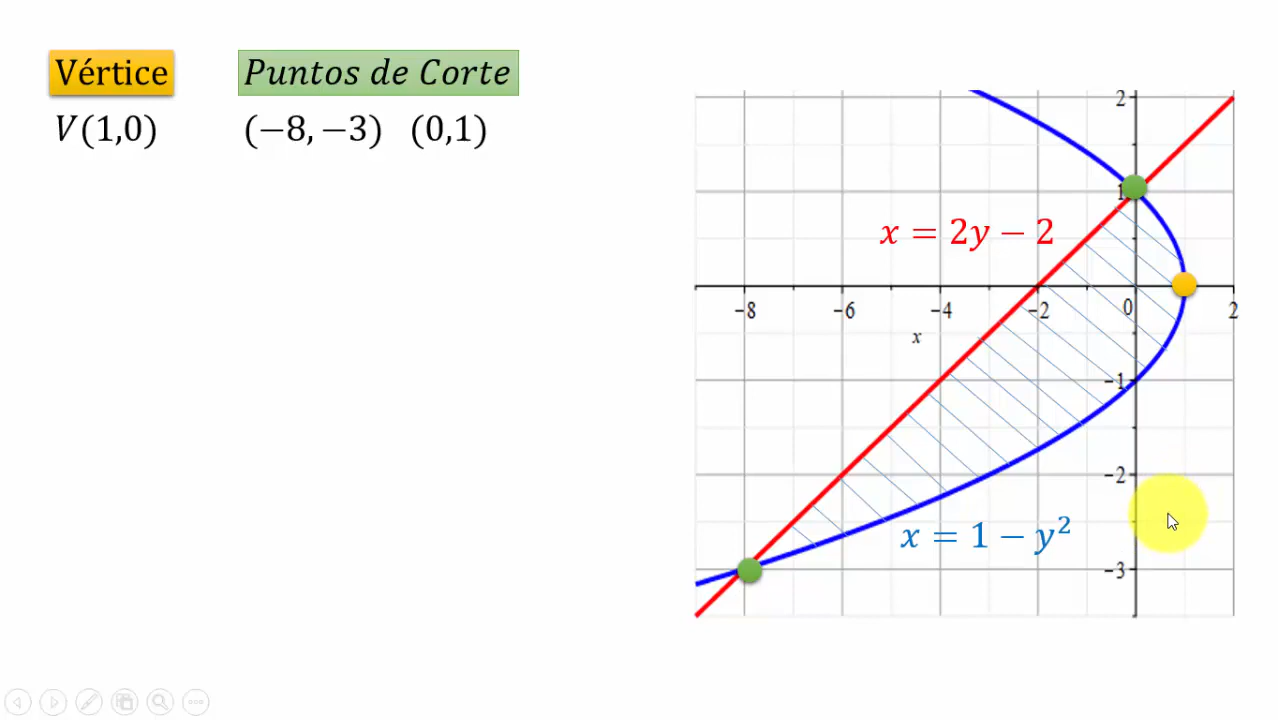 Vértice
Puntos de Corte
V(1,0)
(−8,−3) (0,1)
2
1
x = 2y − 2
−8
−6
−4
−2
0
2
x
−1
−2
x = 1 − y²
−3